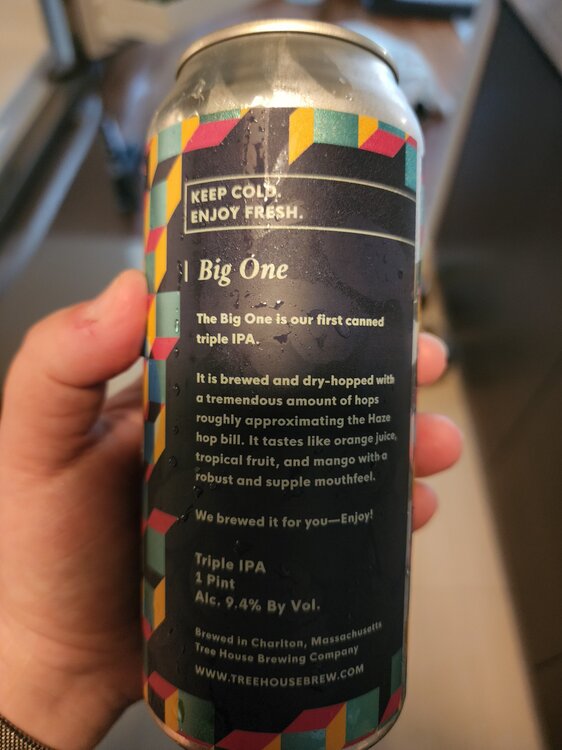 KEEP COLD.
ENJOY FRESH.
Big One
The Big One is our first canned
triple IPA.
It is brewed and dry-hopped with
a tremendous amount of hops
roughly approximating the Haze
hop bill. It tastes like orange juice,
tropical fruit, and mango with a
robust and supple mouthfeel.
We brewed it for you—Enjoy!
Triple IPA
1 Pint
Alc. 9.4% By Vol.
Brewed in Charlton, Massachusetts
Tree House Brewing Company
WWW.TREEHOUSEBREW.COM